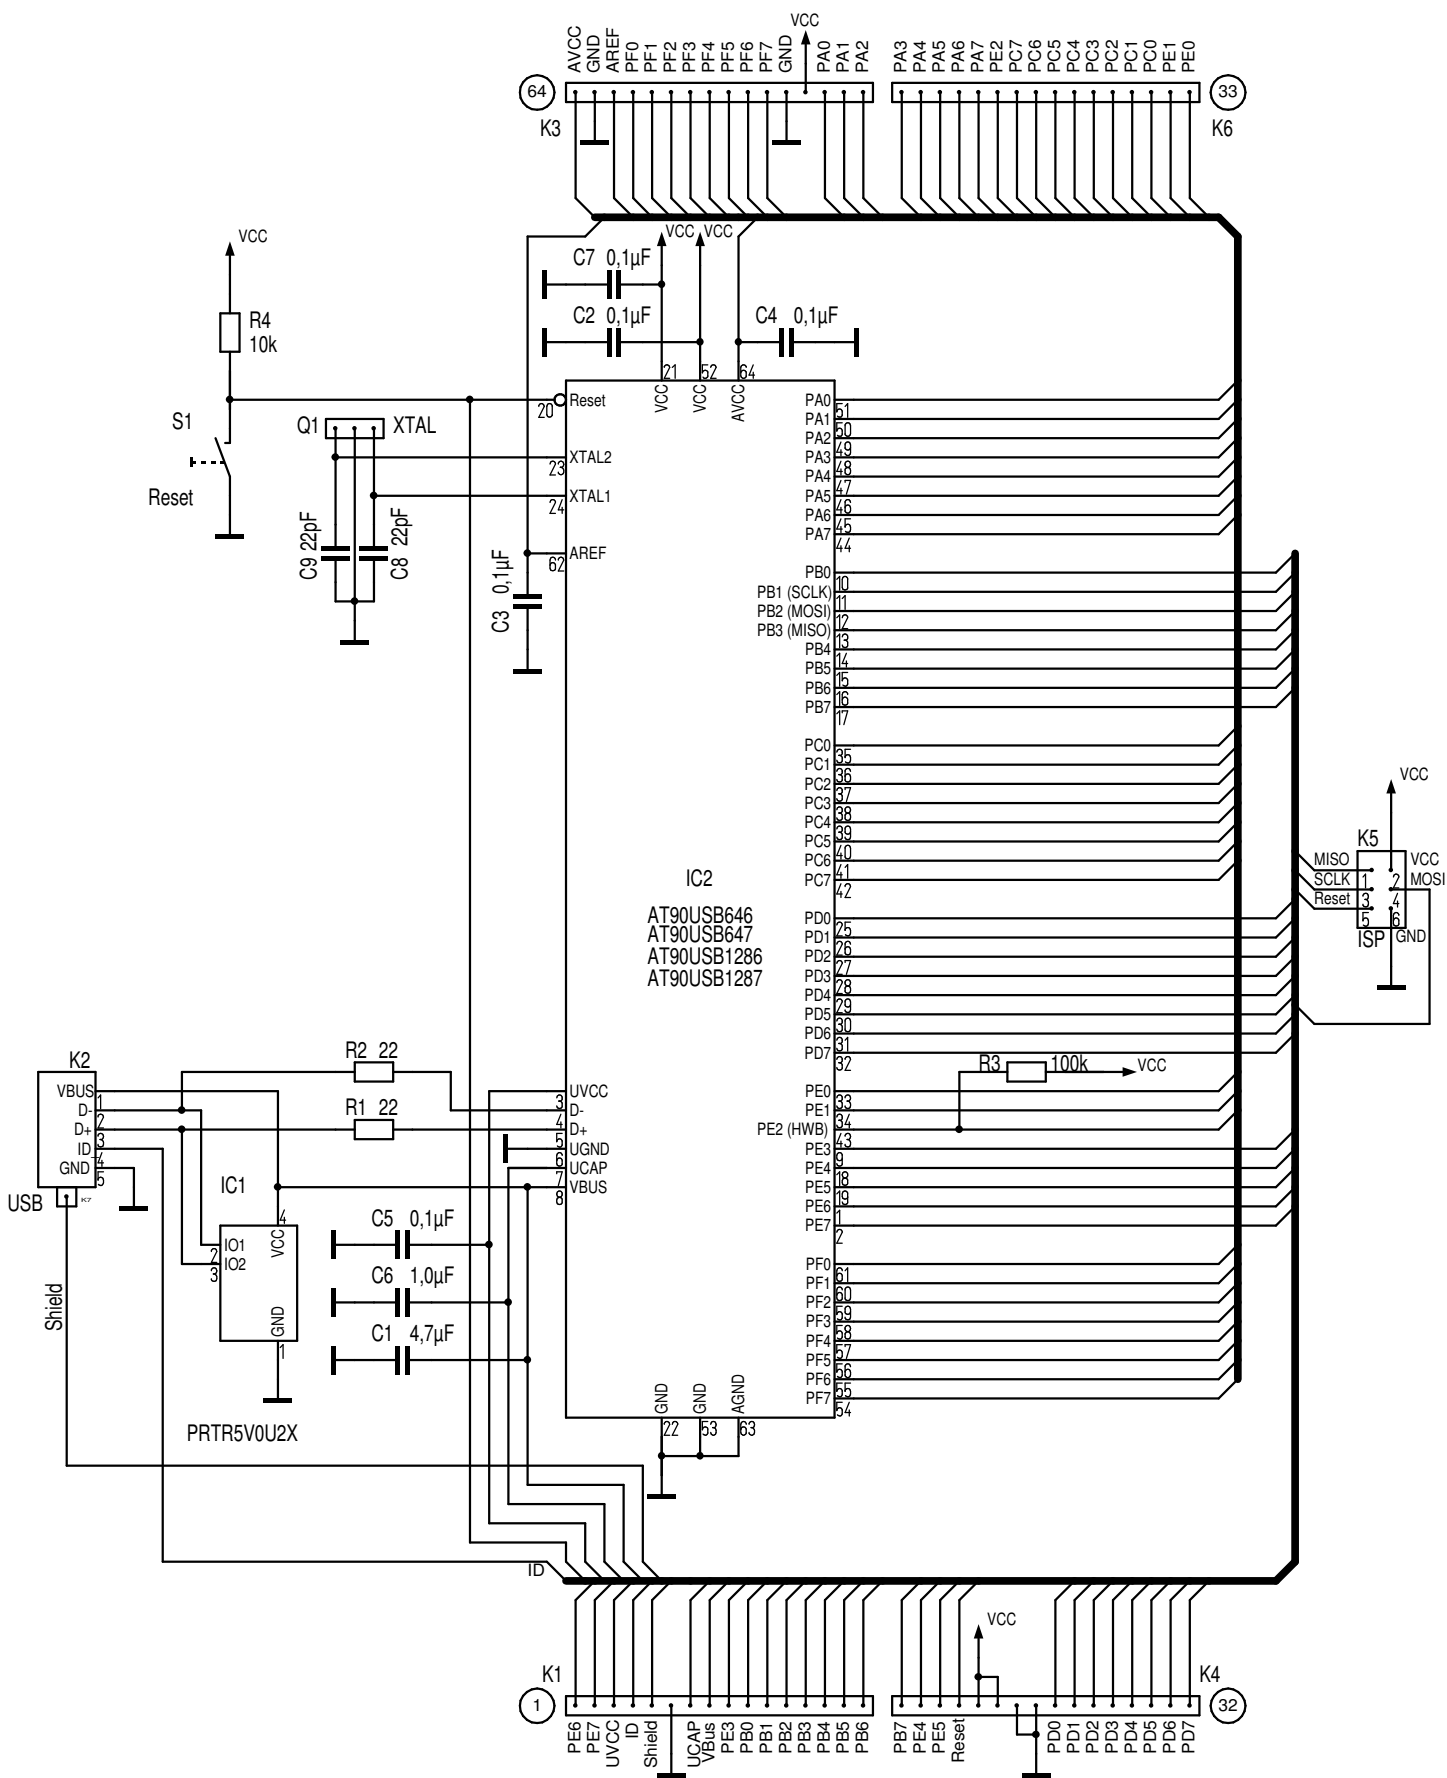 VCC
AVCC
GND
AREF
PF0
PF1
PF2
PF3
PF4
PF5
PF6
PF7
GND
PA0
PA1
PA2
PA3
PA4
PA5
PA6
PA7
PE2
PC7
PC6
PC5
PC4
PC3
PC2
PC1
PC0
PE1
PE0
64
33
K3
K6
VCC
R4
10k
S1
Reset
VCC
VCC
C7 0,1µF
C2 0,1µF
C4 0,1µF
21
52
64
VCC
VCC
AVCC
Q1
XTAL
C9 22pF
C8 22pF
C3 0,1µF
20
Reset
23
XTAL2
24
XTAL1
62
AREF
PA0
51
PA1
50
PA2
49
PA3
48
PA4
47
PA5
46
PA6
45
PA7
44
PB0
10
PB1 (SCLK)
11
PB2 (MOSI)
12
PB3 (MISO)
13
PB4
14
PB5
15
PB6
16
PB7
17
PC0
35
PC1
36
PC2
37
PC3
38
PC4
39
PC5
40
PC6
41
PC7
42
IC2
AT90USB646
AT90USB647
AT90USB1286
AT90USB1287
VCC
K5
MISO
VCC
SCLK
1
2
MOSI
Reset
3
4
5
6
ISP
GND
PD0
25
PD1
26
PD2
27
PD3
28
PD4
29
PD5
30
PD6
31
PD7
32
R3
100k
VCC
PE0
33
PE1
34
PE2 (HWB)
43
PE3
9
PE4
18
PE5
19
PE6
1
PE7
2
PF0
61
PF1
60
PF2
59
PF3
58
PF4
57
PF5
56
PF6
55
PF7
54
K2
R2 22
R1 22
VBUS
1
D-
2
D+
3
ID
4
GND
5
USB
K7
Shield
UVCC
3
D-
4
D+
5
UGND
6
UCAP
7
VBUS
8
IC1
4
VCC
2
IO1
3
IO2
GND
1
PRTR5V0U2X
C5 0,1µF
C6 1,0µF
C1 4,7µF
GND
GND
AGND
22
53
63
ID
VCC
K1
K4
1
32
PE6
PE7
UVCC
ID
Shield
UCAP
VBus
PE3
PB0
PB1
PB2
PB3
PB4
PB5
PB6
PB7
PE4
PE5
Reset
PD0
PD1
PD2
PD3
PD4
PD5
PD6
PD7